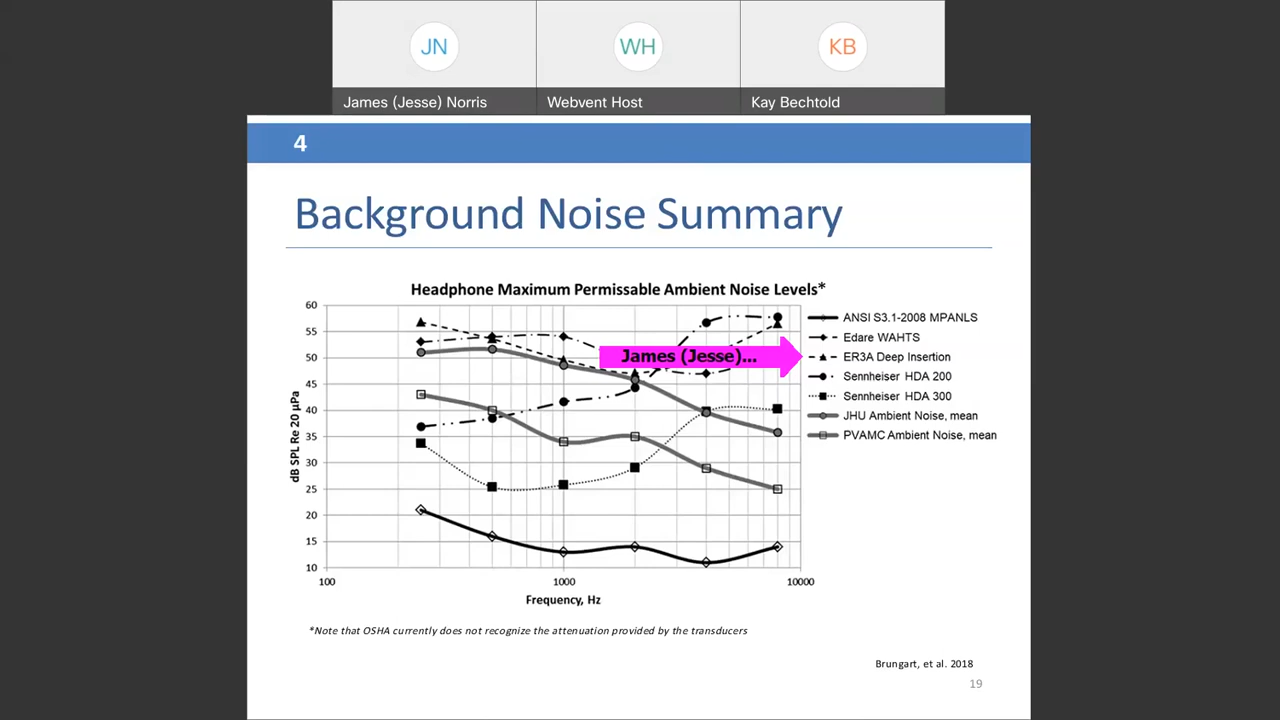 JN
WH
KB
James (Jesse) Norris
Webvent Host
Kay Bechtold
4
Background Noise Summary
Headphone Maximum Permissable Ambient Noise Levels*
60
55
50
45
40
35
30
25
20
15
10
dB SPL Re 20 µPa
100
1000
10000
Frequency, Hz
James (Jesse)...
ANSI S3.1-2008 MPANLS
Edare WAHTS
ER3A Deep Insertion
Sennheiser HDA 200
Sennheiser HDA 300
JHU Ambient Noise, mean
PVAMC Ambient Noise, mean
*Note that OSHA currently does not recognize the attenuation provided by the transducers
Brungart, et al. 2018
19